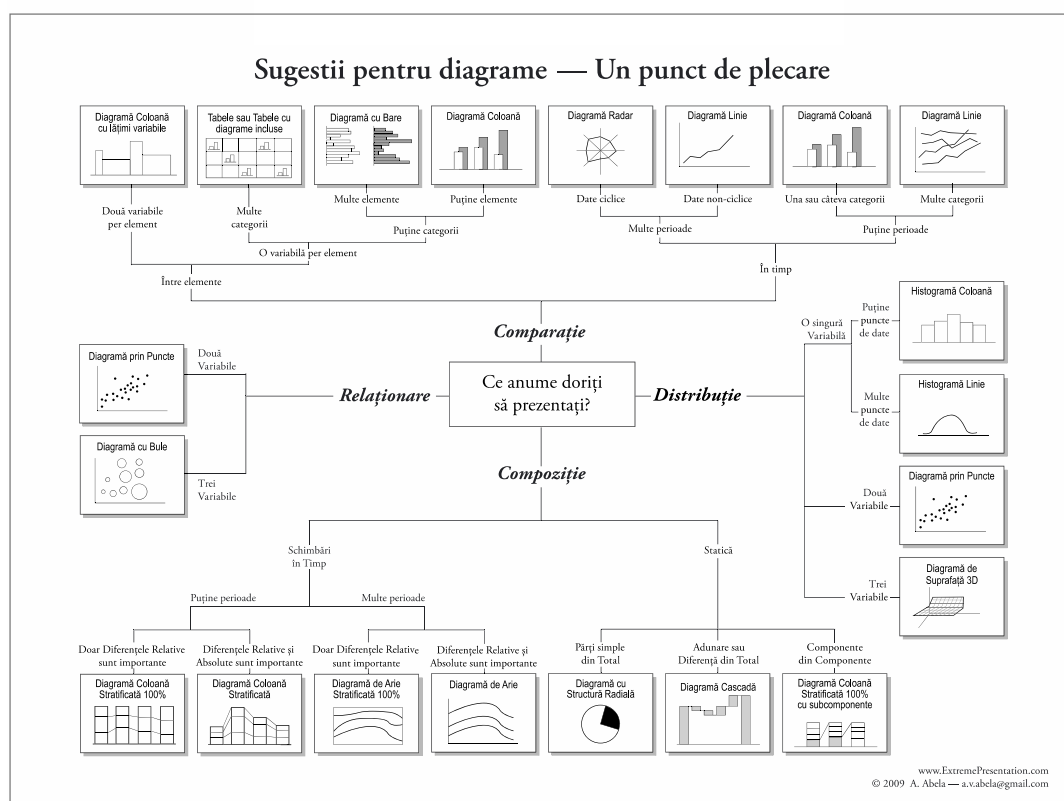 Sugestii pentru diagrame — Un punct de plecare
Diagramă Coloană
cu lățimi variabile
Tabele sau Tabele cu
diagrame incluse
Diagramă cu Bare
Diagramă Coloană
Diagramă Radar
Diagramă Linie
Diagramă Coloană
Diagramă Linie
Două variabile
per element
Multe
categorii
Multe elemente
Puține elemente
Date ciclice
Date non-ciclice
Una sau câteva categorii
Multe categorii
Puține categorii
Multe perioade
Puține perioade
O variabilă per element
Între elemente
În timp
Comparație
Ce anume doriți
să prezentați?
Relaționare
Două
Variabile
Diagramă prin Puncte
Diagramă cu Bule
Trei
Variabile
Distribuție
O singură
Variabilă
Puține
puncte
de date
Histogramă Coloană
Multe
puncte
de date
Histogramă Linie
Două
Variabile
Diagramă prin Puncte
Trei
Variabile
Diagramă de
Suprafață 3D
Compoziție
Schimbări
în Timp
Statică
Puține perioade
Multe perioade
Doar Diferențele Relative
sunt importante
Diferențele Relative și
Absolute sunt importante
Doar Diferențele Relative
sunt importante
Diferențele Relative și
Absolute sunt importante
Părți simple
din Total
Adunare sau
Diferență din Total
Componente
din Componente
Diagramă Coloană
Stratificată 100%
Diagramă Coloană
Stratificată
Diagramă de Arie
Stratificată 100%
Diagramă de Arie
Diagramă cu
Structură Radială
Diagramă Cascadă
Diagramă Coloană
Stratificată 100%
cu subcomponente
www.ExtremePresentation.com
© 2009 A. Abela — a.v.abela@gmail.com